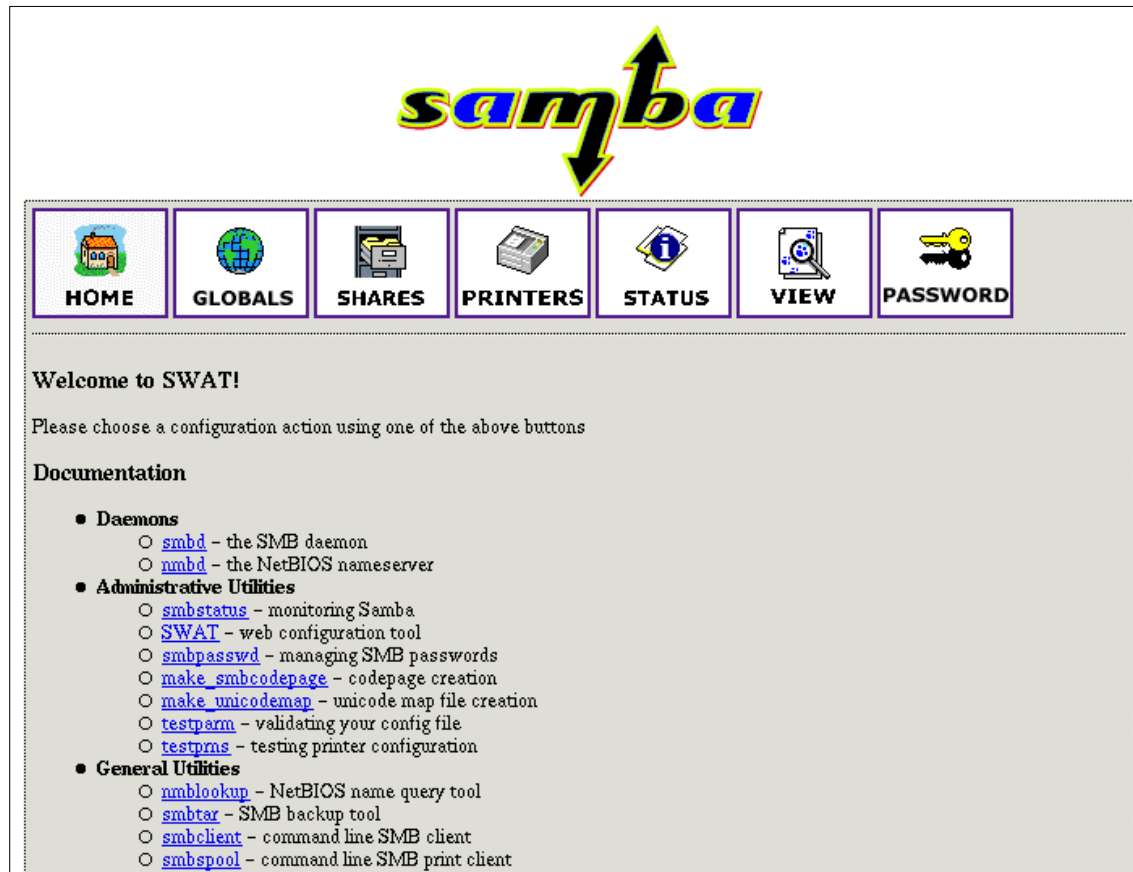 samba
HOME GLOBALS SHARES PRINTERS STATUS VIEW PASSWORD
Welcome to SWAT!
Please choose a configuration action using one of the above buttons
Documentation
Daemons
smbd – the SMB daemon
nmbd – the NetBIOS nameserver
Administrative Utilities
smbstatus – monitoring Samba
SWAT – web configuration tool
smbpasswd – managing SMB passwords
make_smbcodepage – codepage creation
make_unicodemap – unicode map file creation
testparm – validating your config file
testprns – testing printer configuration
General Utilities
nmblookup – NetBIOS name query tool
smbtar – SMB backup tool
smbclient – command line SMB client
smbspool – command line SMB print client